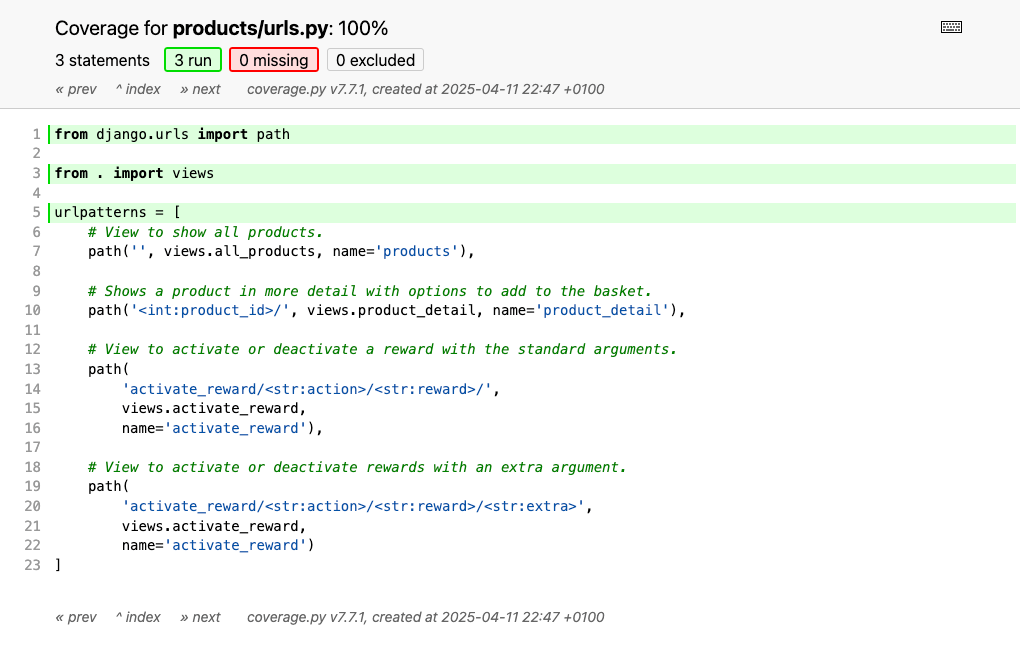 Coverage for products/urls.py: 100%
3 statements 3 run 0 missing 0 excluded
« prev ^ index » next coverage.py v7.7.1, created at 2025-04-11 22:47 +0100
1 from django.urls import path
2
3 from . import views
4
5 urlpatterns = [
6     # View to show all products.
7     path('', views.all_products, name='products'),
8
9     # Shows a product in more detail with options to add to the basket.
10     path('<int:product_id>/', views.product_detail, name='product_detail'),
11
12     # View to activate or deactivate a reward with the standard arguments.
13     path(
14         'activate_reward/<str:action>/<str:reward>/',
15         views.activate_reward,
16         name='activate_reward'),
17
18     # View to activate or deactivate rewards with an extra argument.
19     path(
20         'activate_reward/<str:action>/<str:reward>/<str:extra>',
21         views.activate_reward,
22         name='activate_reward')
23 ]
« prev ^ index » next coverage.py v7.7.1, created at 2025-04-11 22:47 +0100